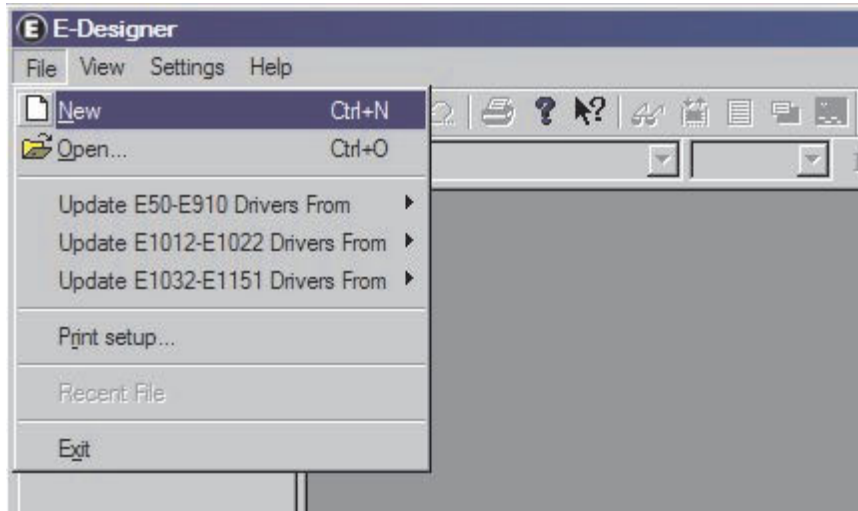 E E-Designer
File View Settings Help
New Ctrl+N
Open... Ctrl+O
Update E50-E910 Drivers From
Update E1012-E1022 Drivers From
Update E1032-E1151 Drivers From
Print setup...
Recent File
Exit